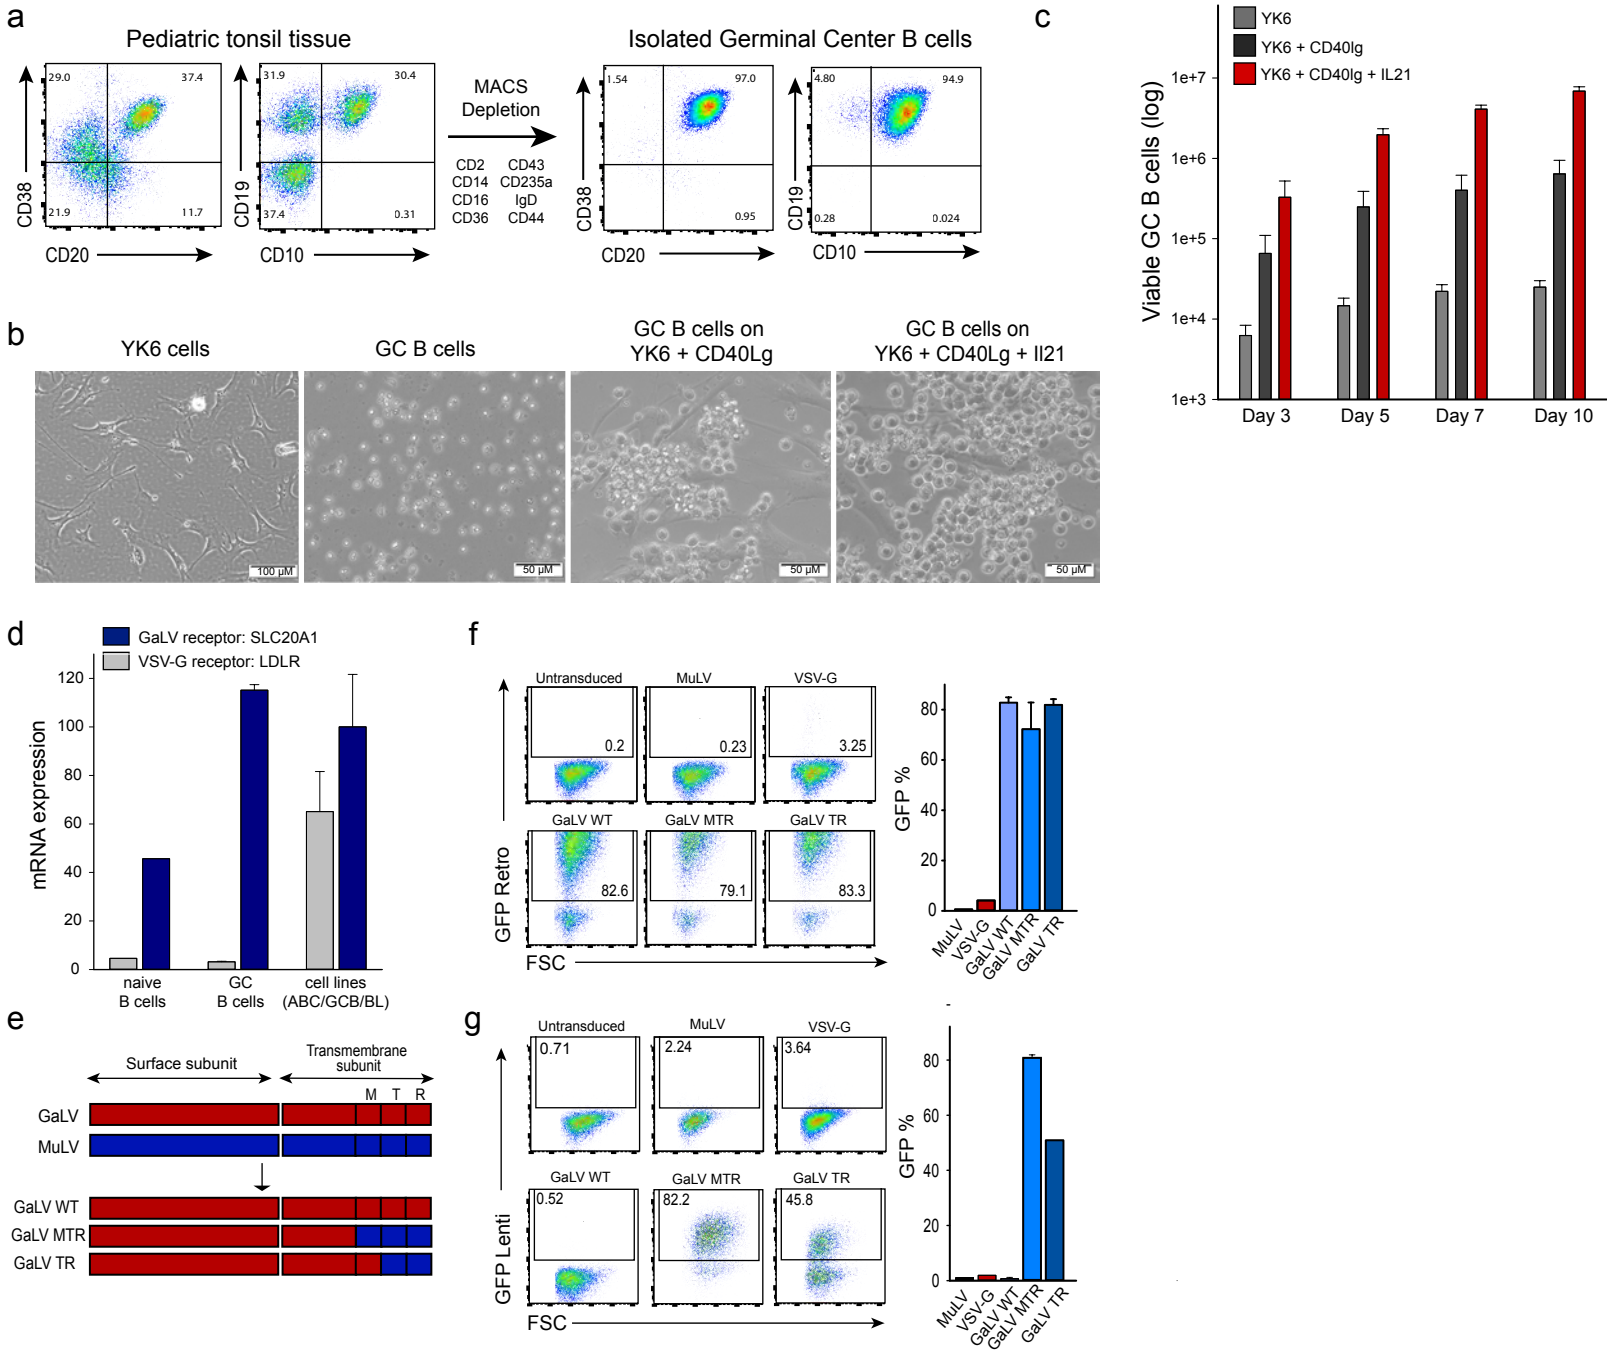 a
Pediatric tonsil tissue
Isolated Germinal Center B cells
29.0
37.4
21.9
11.7
CD38
CD20
31.9
30.4
37.4
0.31
CD19
CD10
MACS
Depletion
CD2 CD43
CD14 CD235a
CD16 IgD
CD36 CD44
1.54
97.0
0.95
CD38
CD20
4.80
94.9
0.28
0.024
CD19
CD10
b
YK6 cells
GC B cells
GC B cells on
YK6 + CD40Lg
GC B cells on
YK6 + CD40Lg + Il21
100 µM
50 µM
50 µM
50 µM
c
YK6
YK6 + CD40lg
YK6 + CD40lg + IL21
Viable GC B cells (log)
1e+7
1e+6
1e+5
1e+4
1e+3
Day 3
Day 5
Day 7
Day 10
d
GaLV receptor: SLC20A1
VSV-G receptor: LDLR
mRNA expression
120
100
80
60
40
20
0
naive
B cells
GC
B cells
cell lines
(ABC/GCB/BL)
e
Surface subunit
Transmembrane
subunit
M T R
GaLV
MuLV
GaLV WT
GaLV MTR
GaLV TR
f
Untransduced
MuLV
VSV-G
0.2
0.23
3.25
GaLV WT
GaLV MTR
GaLV TR
82.6
79.1
83.3
GFP Retro
FSC
GFP %
80
60
40
20
0
MuLV
VSV-G
GaLV WT
GaLV MTR
GaLV TR
g
Untransduced
MuLV
VSV-G
0.71
2.24
3.64
GaLV WT
GaLV MTR
GaLV TR
0.52
82.2
45.8
GFP Lenti
FSC
GFP %
80
60
40
20
0
MuLV
VSV-G
GaLV WT
GaLV MTR
GaLV TR